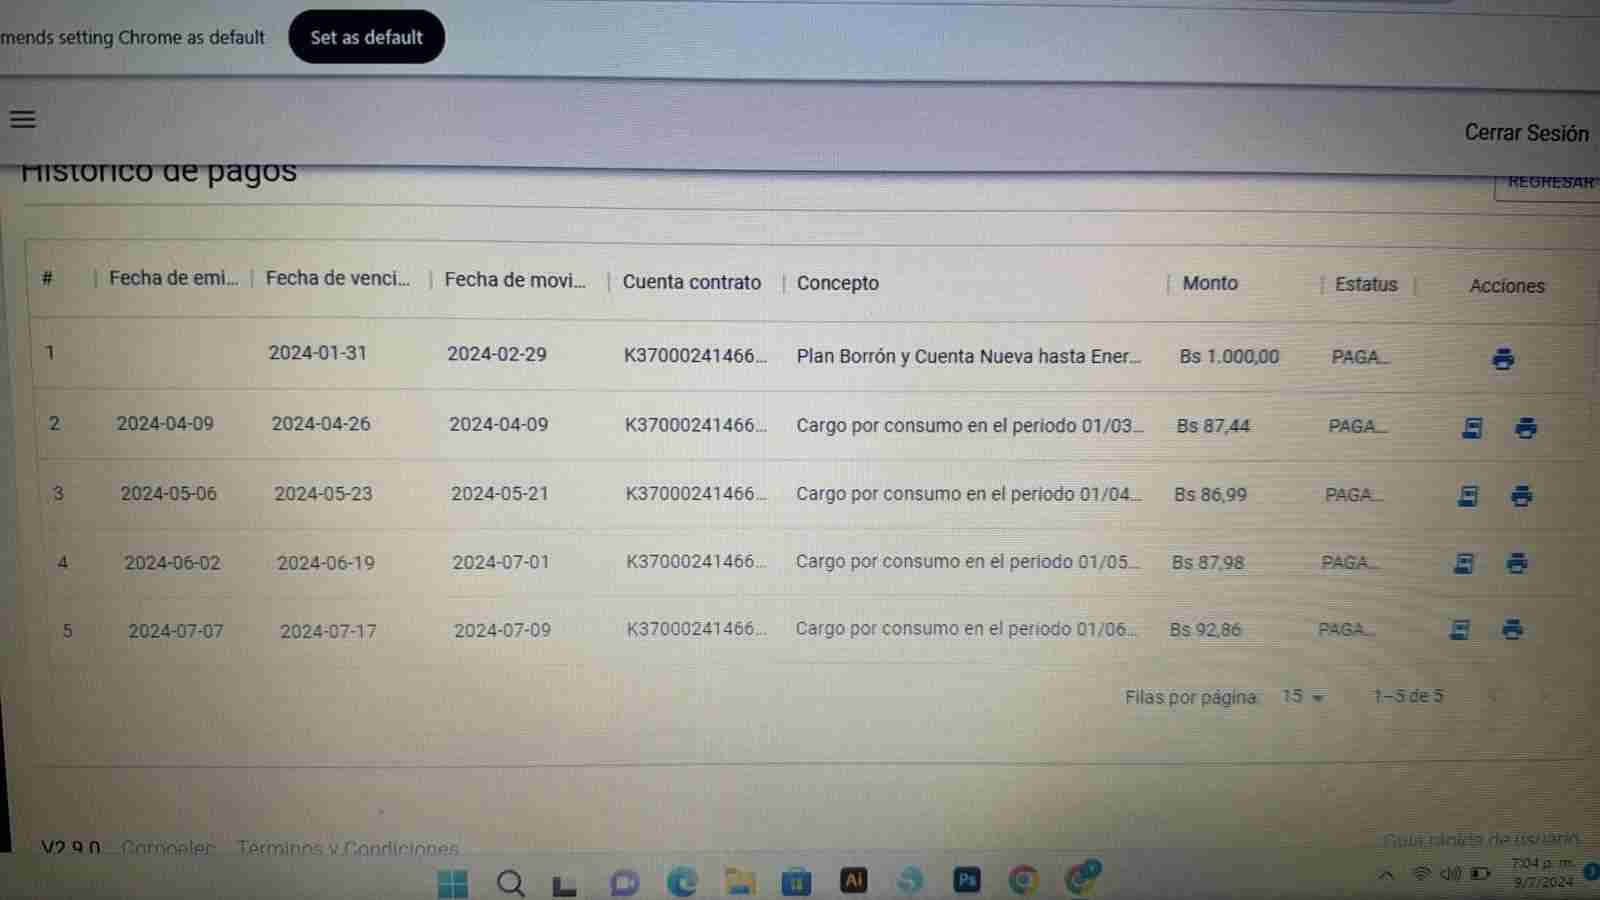 mends setting Chrome as default Set as default
Cerrar Sesión
Histórico de pagos
REGRESAR
# Fecha de emi... Fecha de venci... Fecha de movi... Cuenta contrato Concepto Monto Estatus Acciones
1 2024-01-31 2024-02-29 K37000241466... Plan Borrón y Cuenta Nueva hasta Ener... Bs 1.000,00 PAGA...
2 2024-04-09 2024-04-26 2024-04-09 K37000241466... Cargo por consumo en el periodo 01/03... Bs 87,44 PAGA...
3 2024-05-06 2024-05-23 2024-05-21 K37000241466... Cargo por consumo en el periodo 01/04... Bs 86,99 PAGA...
4 2024-06-02 2024-06-19 2024-07-01 K37000241466... Cargo por consumo en el periodo 01/05... Bs 87,98 PAGA...
5 2024-07-07 2024-07-17 2024-07-09 K37000241466... Cargo por consumo en el periodo 01/06... Bs 92,86 PAGA...
Filas por página: 15 1–5 de 5
V2.9.0 Corpoelec Términos y Condiciones
Guía rápida de usuario
Ai Ps
7:04 p. m.
9/7/2024